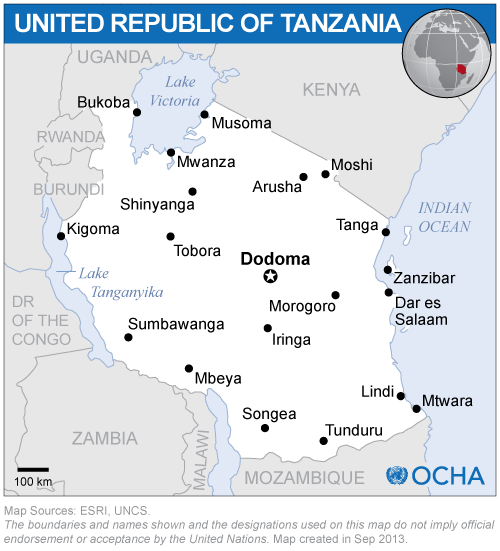 UNITED REPUBLIC OF TANZANIA
UGANDA
Lake
Victoria
KENYA
Bukoba
Musoma
RWANDA
Mwanza
Moshi
Arusha
BURUNDI
Shinyanga
INDIAN
OCEAN
Kigoma
Tanga
Tobora
Dodoma
Lake
Tanganyika
Zanzibar
Morogoro
Dar es
Salaam
DR
OF THE
CONGO
Sumbawanga
Iringa
Mbeya
Lindi
Mtwara
Songea
Tunduru
ZAMBIA
MALAWI
MOZAMBIQUE
100 km
OCHA
Map Sources: ESRI, UNCS.
The boundaries and names shown and the designations used on this map do not imply official
endorsement or acceptance by the United Nations. Map created in Sep 2013.